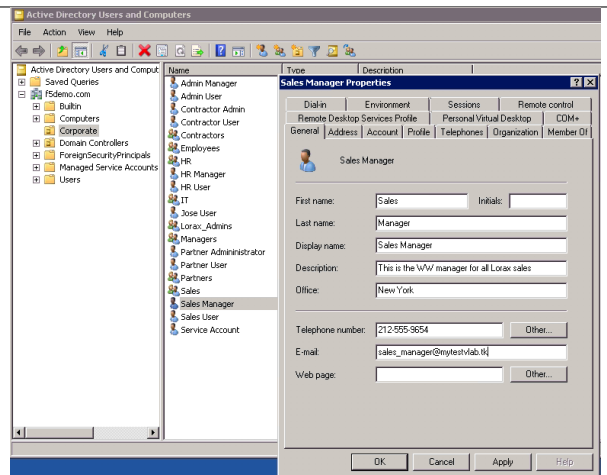 Active Directory Users and Computers
File Action View Help
Active Directory Users and Comput
Saved Queries
f5demo.com
Builtin
Computers
Corporate
Domain Controllers
ForeignSecurityPrincipals
Managed Service Accounts
Users
Name Type Description
Admin Manager
Admin User
Contractor Admin
Contractor User
Contractors
Employees
HR
HR Manager
HR User
IT
Jose User
Lorax_Admins
Managers
Partner Admininistrator
Partner User
Partners
Sales
Sales Manager
Sales User
Service Account
Sales Manager Properties
Dial-in Environment Sessions Remote control
Remote Desktop Services Profile Personal Virtual Desktop COM+
General Address Account Profile Telephones Organization Member Of
Sales Manager
First name: Sales Initials:
Last name: Manager
Display name: Sales Manager
Description: This is the WW manager for all Lorax sales
Office: New York
Telephone number: 212-555-9654 Other...
E-mail: sales_manager@mytestvlab.tk
Web page: Other...
OK Cancel Apply Help